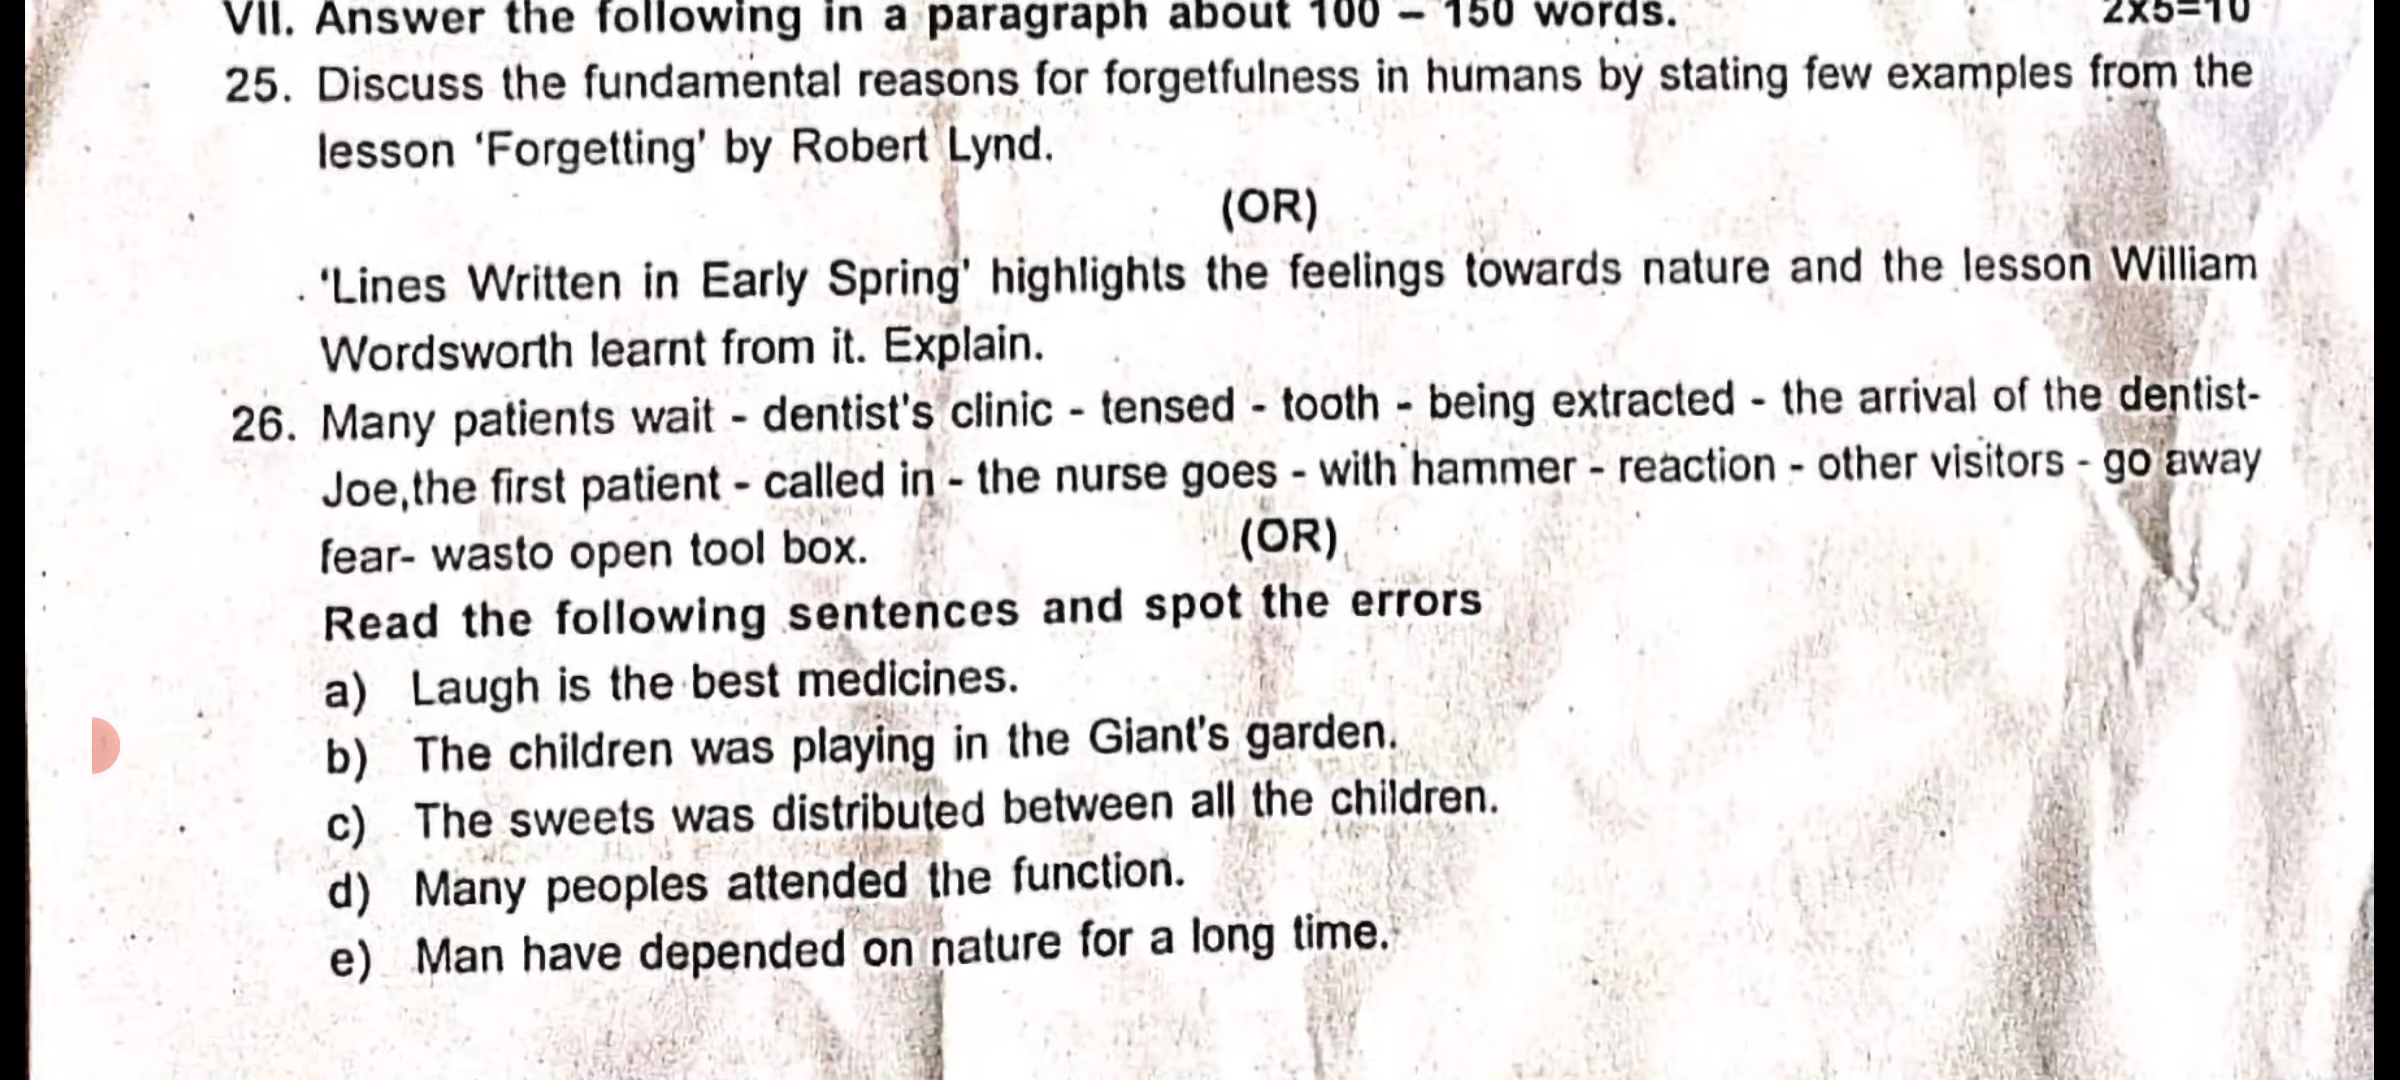 VII. Answer the following in a paragraph about 100 – 150 words. 2x5=10
25. Discuss the fundamental reasons for forgetfulness in humans by stating few examples from the
lesson ‘Forgetting’ by Robert Lynd.
(OR)
‘Lines Written in Early Spring’ highlights the feelings towards nature and the lesson William
Wordsworth learnt from it. Explain.
26. Many patients wait - dentist's clinic - tensed - tooth - being extracted - the arrival of the dentist-
Joe,the first patient - called in - the nurse goes - with hammer - reaction - other visitors - go away
fear- wasto open tool box. (OR)
Read the following sentences and spot the errors
a) Laugh is the best medicines.
b) The children was playing in the Giant's garden.
c) The sweets was distributed between all the children.
d) Many peoples attended the function.
e) Man have depended on nature for a long time.